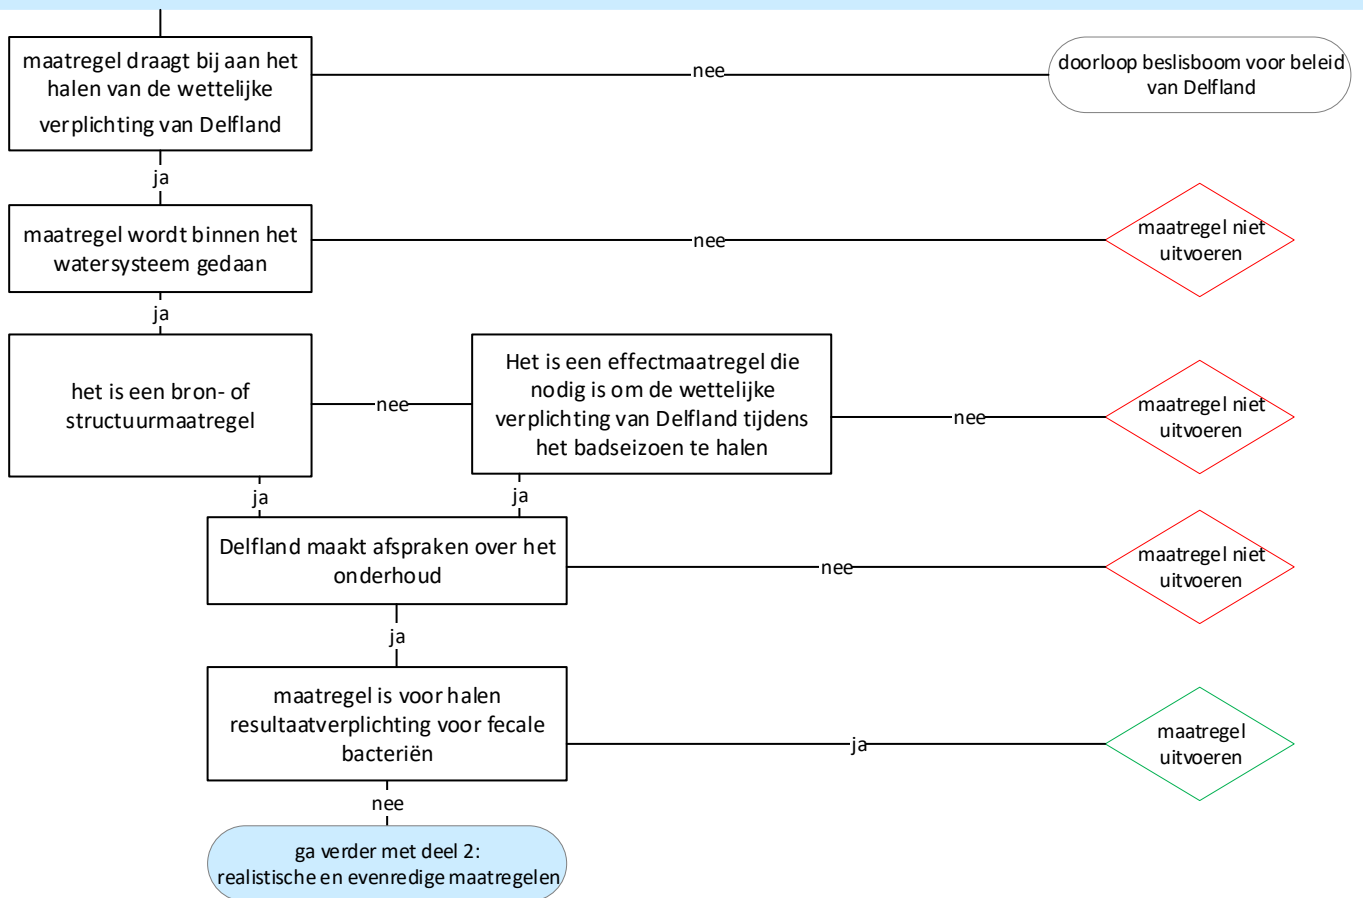 maatregel draagt bij aan het
halen van de wettelijke
verplichting van Delfland
nee
doorloop beslisboom voor beleid
van Delfland
ja
maatregel wordt binnen het
watersysteem gedaan
nee
maatregel niet
uitvoeren
ja
het is een bron- of
structuurmaatregel
nee
Het is een effectmaatregel die
nodig is om de wettelijke
verplichting van Delfland tijdens
het badseizoen te halen
nee
maatregel niet
uitvoeren
ja
ja
Delfland maakt afspraken over het
onderhoud
nee
maatregel niet
uitvoeren
ja
maatregel is voor halen
resultaatverplichting voor fecale
bacteriën
ja
maatregel
uitvoeren
nee
ga verder met deel 2:
realistische en evenredige maatregelen